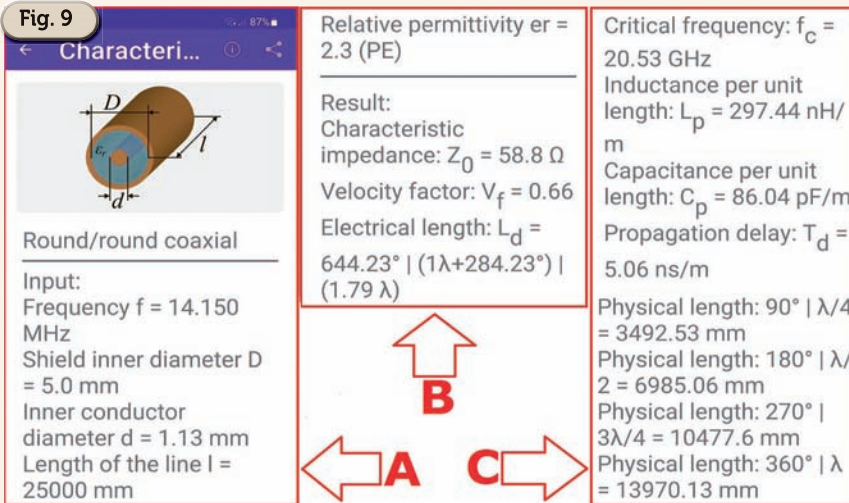 Fig. 9
87%
Characteri...
D
l
εr
d
Round/round coaxial
Input:
Frequency f = 14.150
MHz
Shield inner diameter D
= 5.0 mm
Inner conductor
diameter d = 1.13 mm
Length of the line l =
25000 mm
A
Relative permittivity er =
2.3 (PE)
Result:
Characteristic
impedance: Z0 = 58.8 Ω
Velocity factor: Vf = 0.66
Electrical length: Ld =
644.23° | (1λ+284.23°) |
(1.79 λ)
B
Critical frequency: fc =
20.53 GHz
Inductance per unit
length: Lp = 297.44 nH/
m
Capacitance per unit
length: Cp = 86.04 pF/m
Propagation delay: Td =
5.06 ns/m
Physical length: 90° | λ/4
= 3492.53 mm
Physical length: 180° | λ/
2 = 6985.06 mm
Physical length: 270° |
3λ/4 = 10477.6 mm
Physical length: 360° | λ
= 13970.13 mm
C